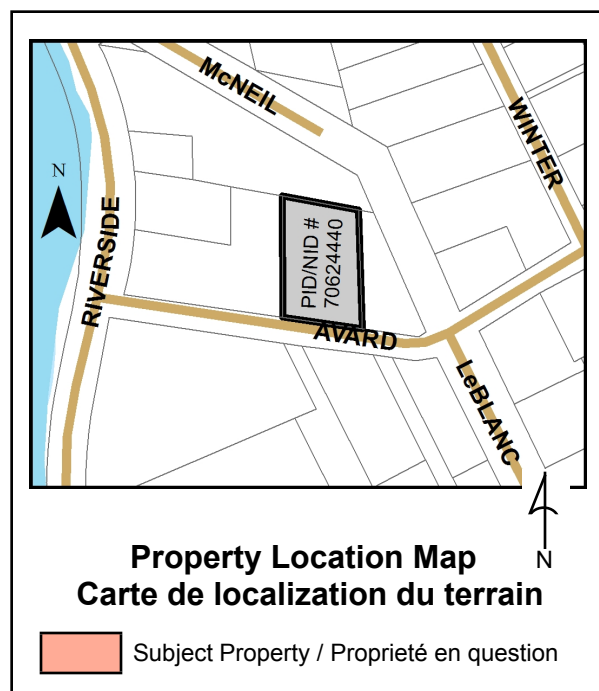 McNEIL
WINTER
N
RIVERSIDE
PID/NID #
70624440
AVARD
LeBLANC
N
Property Location Map
Carte de localization du terrain
Subject Property / Proprieté en question